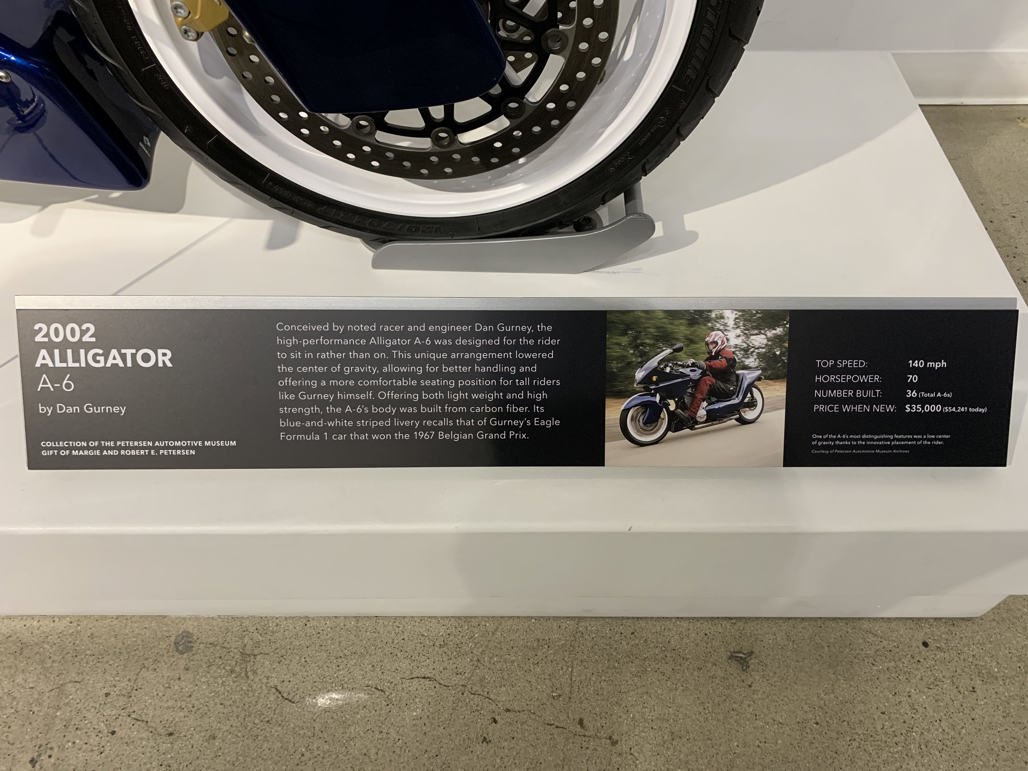 2002
ALLIGATOR
A-6
by Dan Gurney
COLLECTION OF THE PETERSEN AUTOMOTIVE MUSEUM
GIFT OF MARGIE AND ROBERT E. PETERSEN
Conceived by noted racer and engineer Dan Gurney, the
high-performance Alligator A-6 was designed for the rider
to sit in rather than on. This unique arrangement lowered
the center of gravity, allowing for better handling and
offering a more comfortable seating position for tall riders
like Gurney himself. Offering both light weight and high
strength, the A-6's body was built from carbon fiber. Its
blue-and-white striped livery recalls that of Gurney's Eagle
Formula 1 car that won the 1967 Belgian Grand Prix.
TOP SPEED: 140 mph
HORSEPOWER: 70
NUMBER BUILT: 36 (Total A-6s)
PRICE WHEN NEW: $35,000 ($54,241 today)
One of the A-6's most distinguishing features was a low center
of gravity thanks to the innovative placement of the rider.
Courtesy of Petersen Automotive Museum Archives